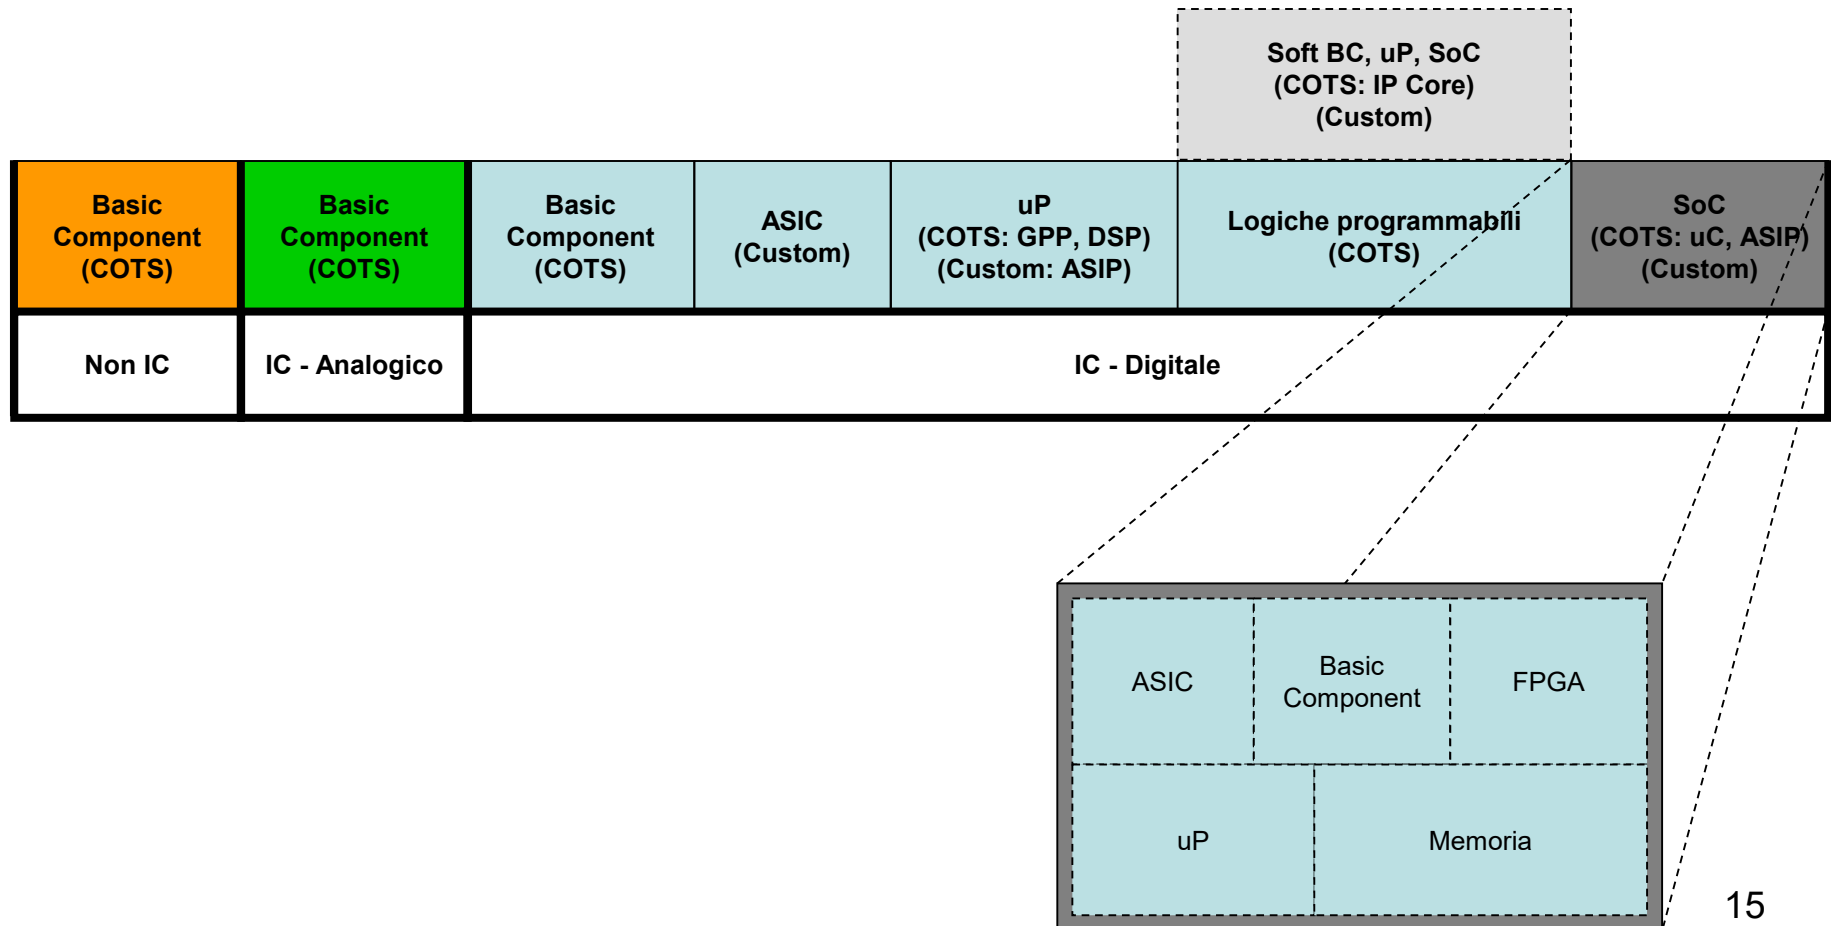 Soft BC, uP, SoC
(COTS: IP Core)
(Custom)
Basic
Component
(COTS)
Basic
Component
(COTS)
Basic
Component
(COTS)
ASIC
(Custom)
uP
(COTS: GPP, DSP)
(Custom: ASIP)
Logiche programmabili
(COTS)
SoC
(COTS: uC, ASIP)
(Custom)
Non IC
IC - Analogico
IC - Digitale
ASIC
Basic
Component
FPGA
uP
Memoria
15